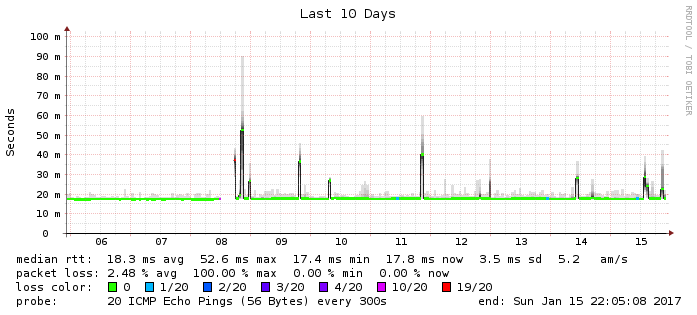 Last 10 Days
RRDTOOL / TOBI OETIKER
Seconds
100 m
90 m
80 m
70 m
60 m
50 m
40 m
30 m
20 m
10 m
0
06 07 08 09 10 11 12 13 14 15
median rtt: 18.3 ms avg 52.6 ms max 17.4 ms min 17.8 ms now 3.5 ms sd 5.2 am/s
packet loss: 2.48 % avg 100.00 % max 0.00 % min 0.00 % now
loss color: 0 1/20 2/20 3/20 4/20 10/20 19/20
probe: 20 ICMP Echo Pings (56 Bytes) every 300s end: Sun Jan 15 22:05:08 2017